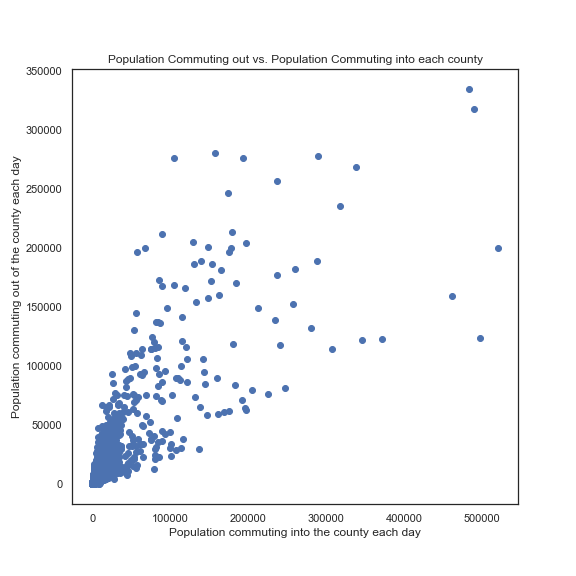 Population Commuting out vs. Population Commuting into each county
350000
300000
250000
200000
150000
100000
50000
0
Population commuting out of the county each day
0 100000 200000 300000 400000 500000
Population commuting into the county each day